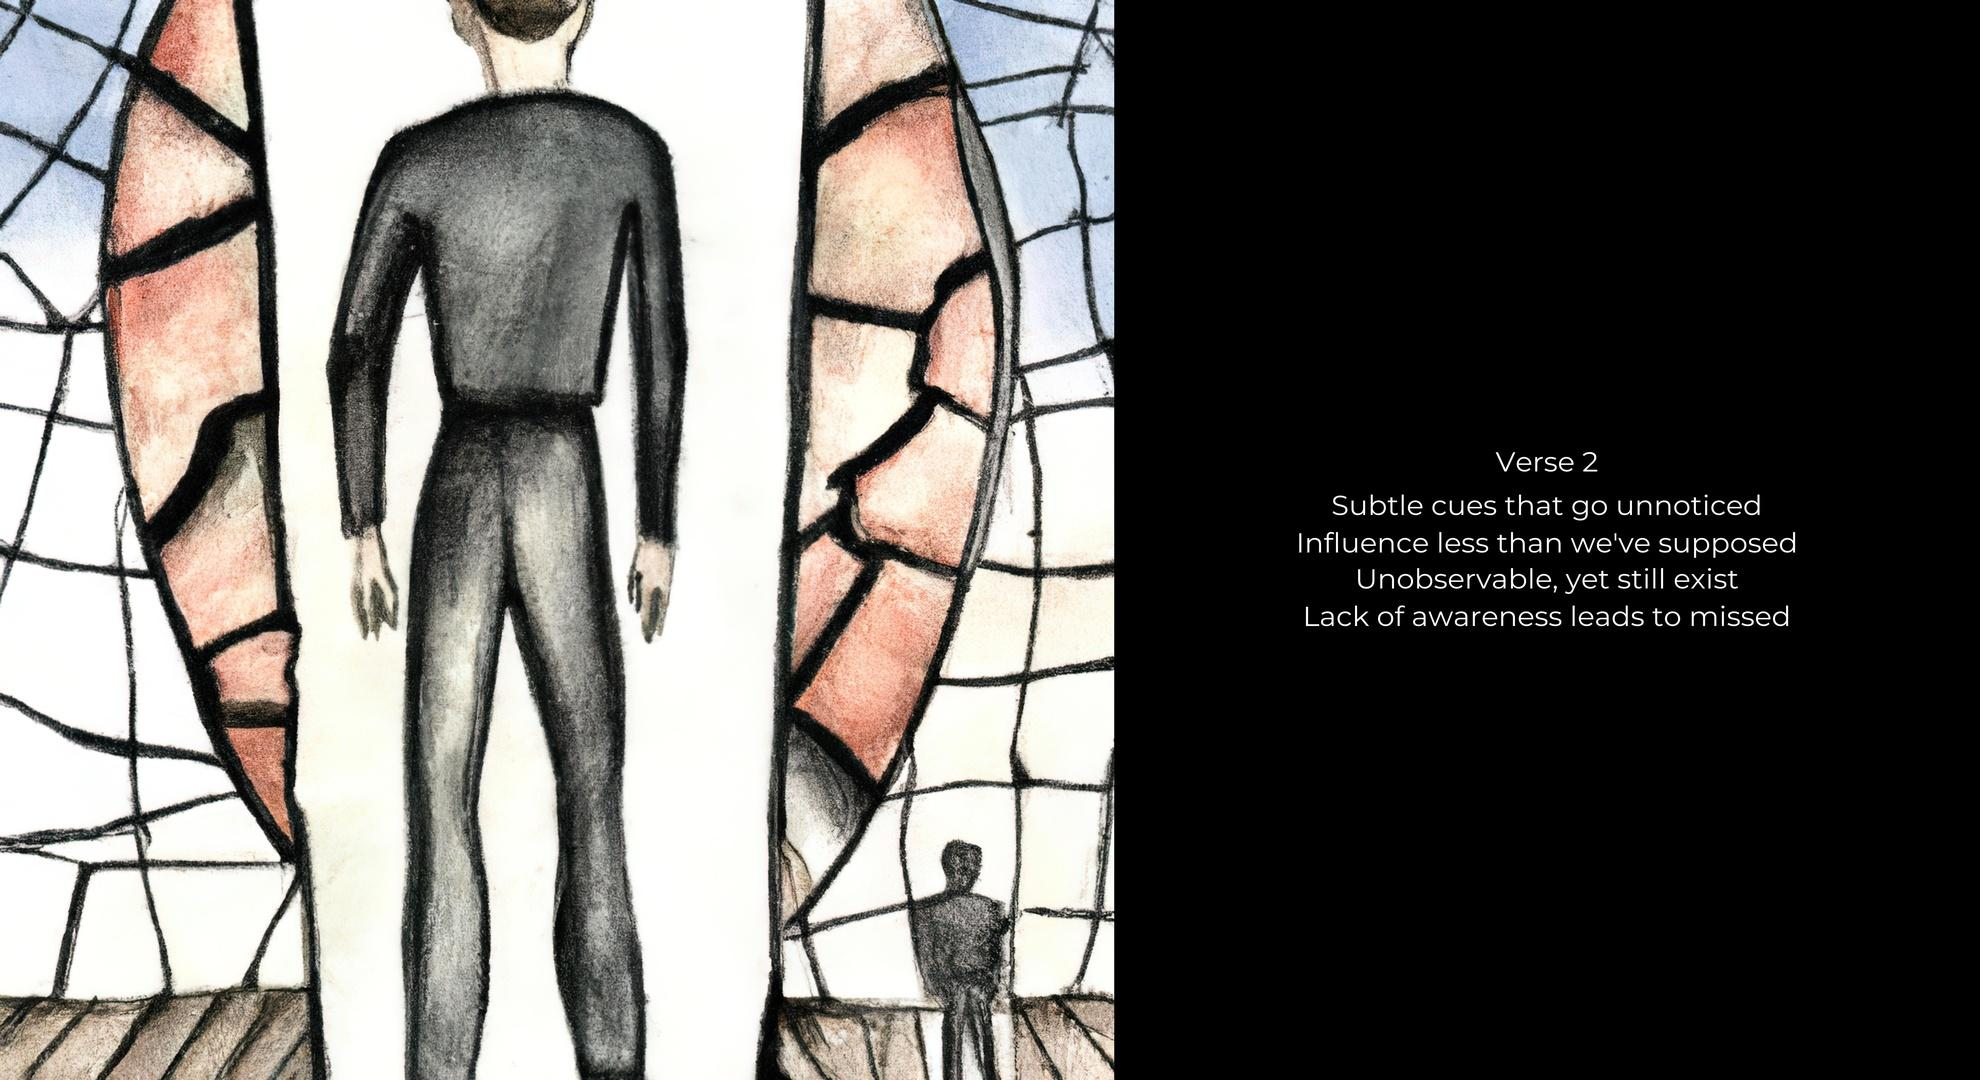 Verse 2
Subtle cues that go unnoticed
Influence less than we've supposed
Unobservable, yet still exist
Lack of awareness leads to missed